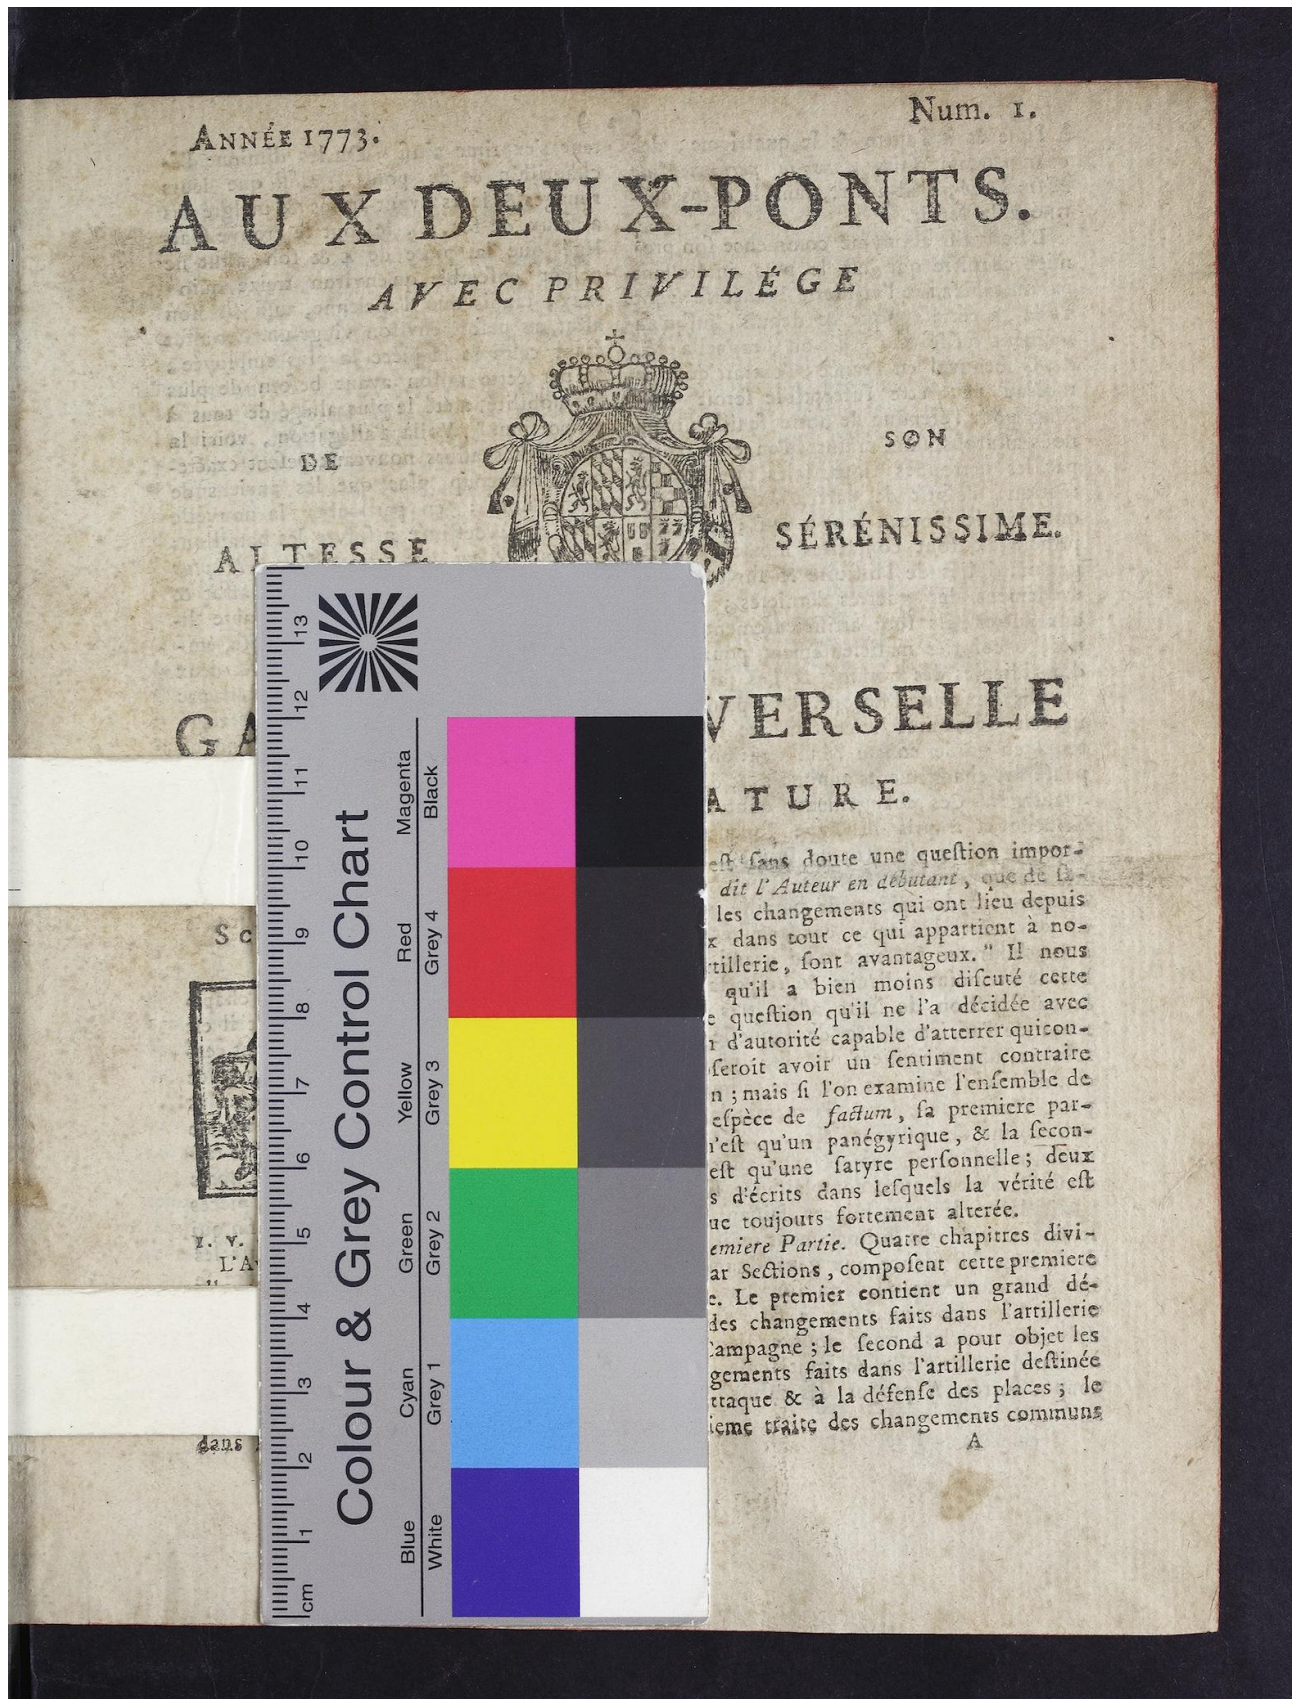 ANNÉE 1773.
Num. 1.
AUX DEUX-PONTS.
AVEC PRIVILÉGE
DE
SON
ALTESSE
SÉRÉNISSIME.
GA
VERSELLE
ATURE.
Sc
z. v.
L'A
dans
est sans doute une question impor-
dit l'Auteur en débutant, que de sa-
les changements qui ont lieu depuis
x dans tout ce qui appartient à no-
rtillerie, sont avantageux." Il nous
qu'il a bien moins discuté cette
e question qu'il ne l'a décidée avec
d'autorité capable d'atterrer quicon-
seroit avoir un sentiment contraire
n; mais si l'on examine l'ensemble de
espèce de factum, sa premiere par-
n'est qu'un panégyrique, & la secon-
est qu'une satyre personnelle; deux
s d'écrits dans lesquels la vérité est
ue toujours fortement alterée.
emiere Partie. Quatre chapitres divi-
ar Sections, composent cette premiere
e. Le premier contient un grand dé-
des changements faits dans l'artillerie
Campagne; le second a pour objet les
gements faits dans l'artillerie destinée
ttaque & à la défense des places; le
ieme traite des changements communs
A
Colour & Grey Control Chart
Blue Cyan Green Yellow Red Magenta
White Grey 1 Grey 2 Grey 3 Grey 4 Black
cm 1 2 3 4 5 6 7 8 9 10 11 12 13